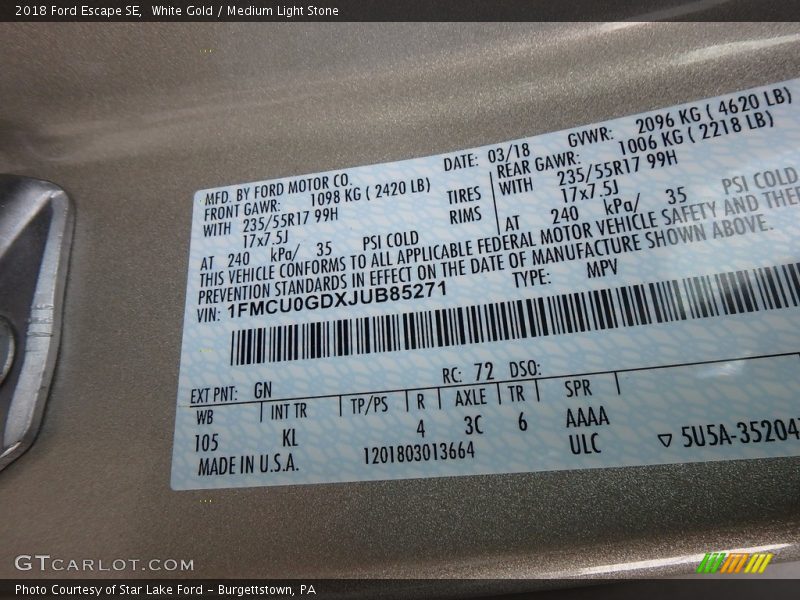 2018 Ford Escape SE, White Gold / Medium Light Stone
MFD. BY FORD MOTOR CO. DATE: 03/18 GVWR: 2096 KG ( 4620 LB)
FRONT GAWR: 1098 KG ( 2420 LB) REAR GAWR: 1006 KG ( 2218 LB)
WITH 235/55R17 99H TIRES WITH 235/55R17 99H
17x7.5J RIMS 17x7.5J
AT 240 kPa/ 35 PSI COLD AT 240 kPa/ 35 PSI COLD
THIS VEHICLE CONFORMS TO ALL APPLICABLE FEDERAL MOTOR VEHICLE SAFETY AND THE
PREVENTION STANDARDS IN EFFECT ON THE DATE OF MANUFACTURE SHOWN ABOVE.
VIN: 1FMCU0GDXJUB85271 TYPE: MPV
EXT PNT: GN RC: 72 DSO:
WB INT TR TP/PS R AXLE TR SPR
105 KL 4 3C 6 AAAA
MADE IN U.S.A. 1201803013664 ULC 5U5A-35204
GTCARLOT.COM
Photo Courtesy of Star Lake Ford - Burgettstown, PA